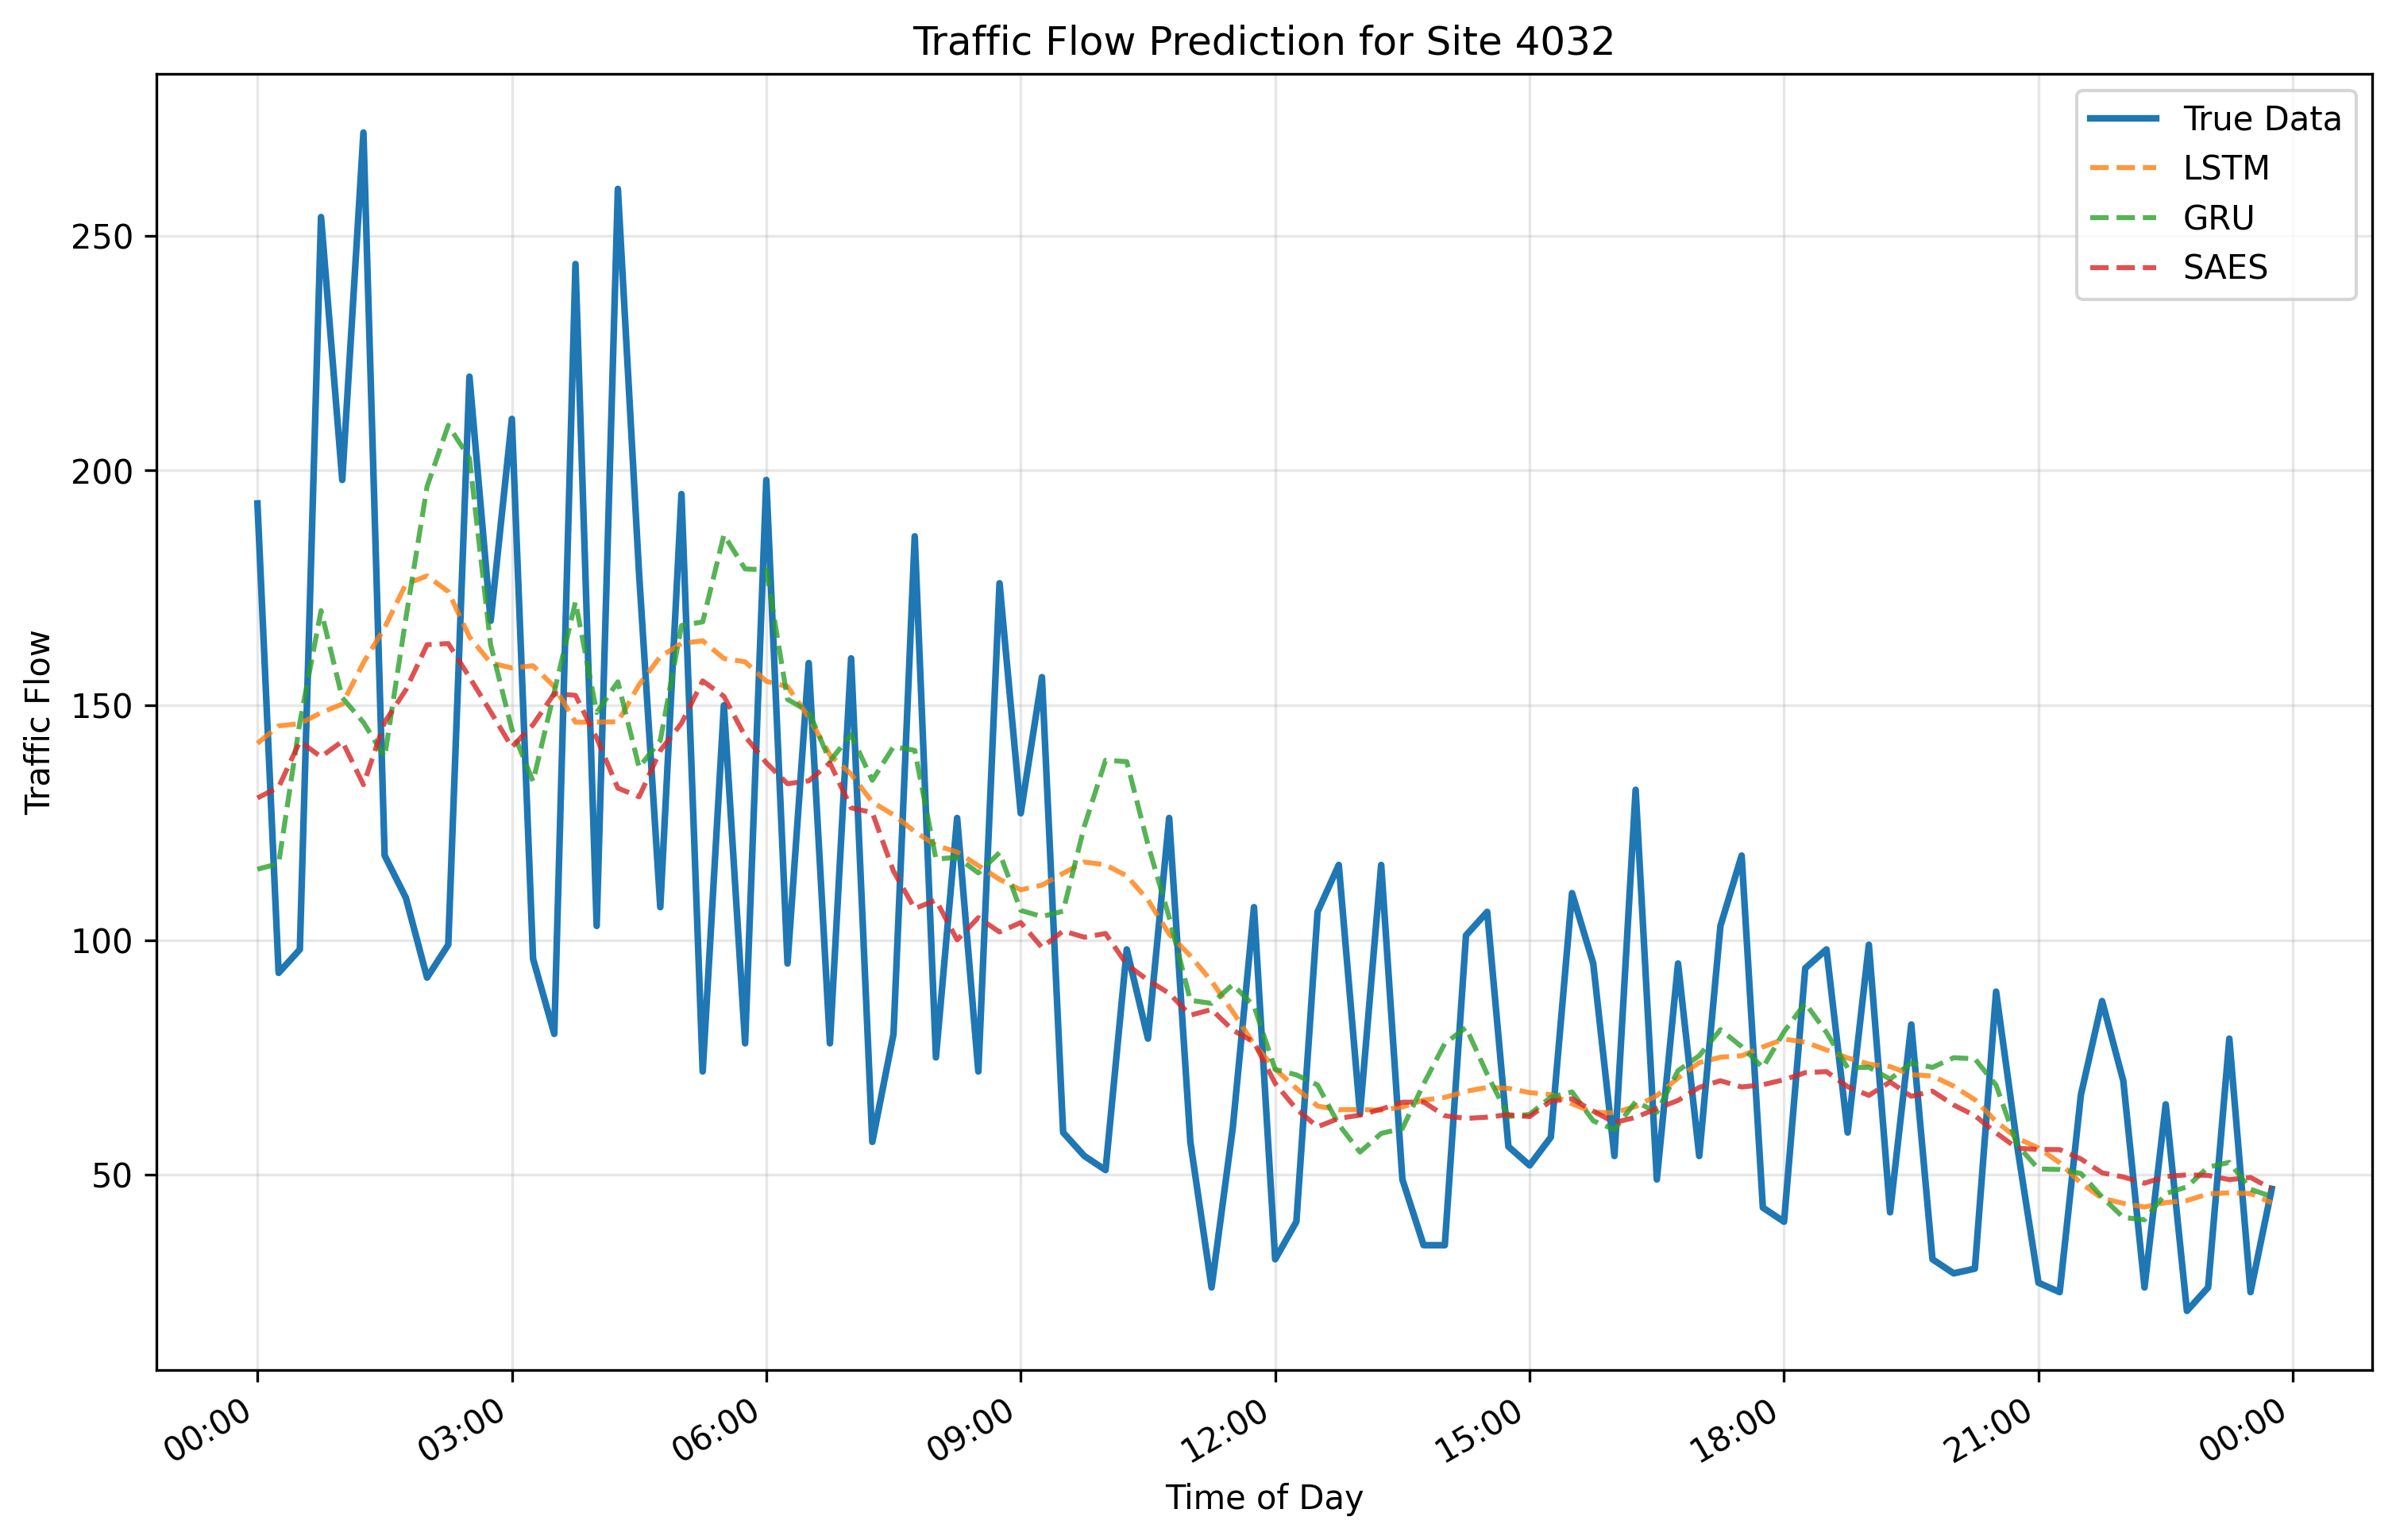 Traffic Flow Prediction for Site 4032
True Data
LSTM
GRU
SAES
Traffic Flow
250
200
150
100
50
00:00
03:00
06:00
09:00
12:00
15:00
18:00
21:00
00:00
Time of Day